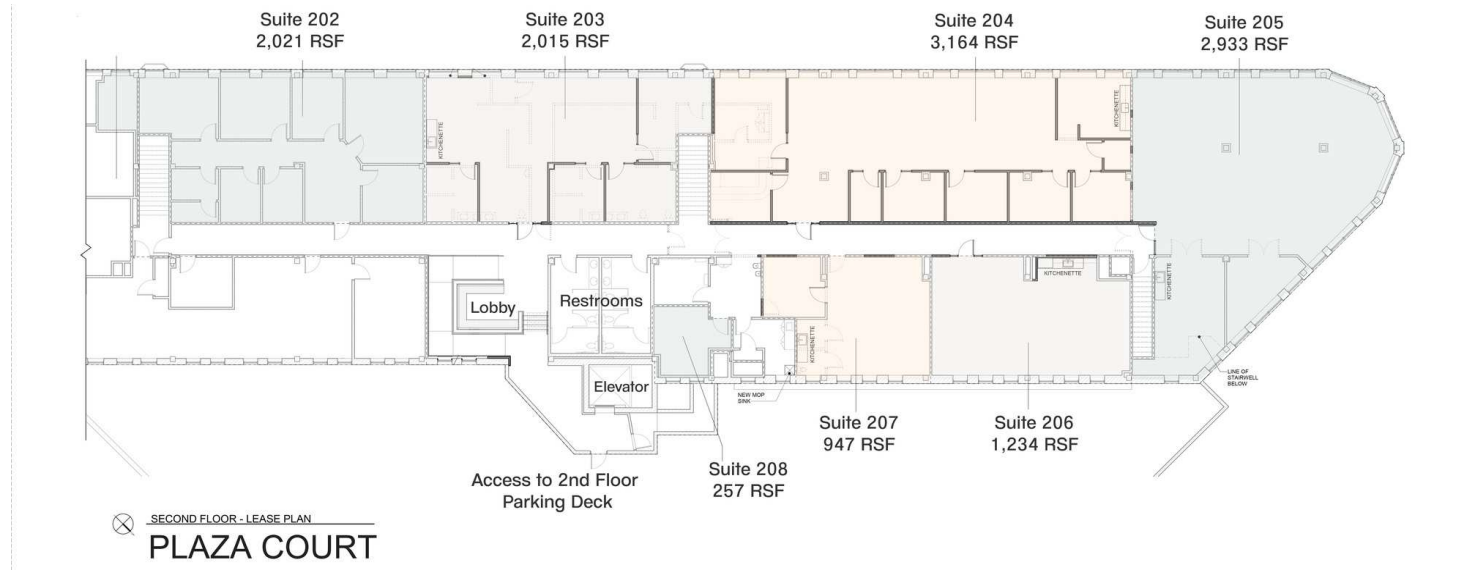 Suite 202
2,021 RSF
Suite 203
2,015 RSF
Suite 204
3,164 RSF
Suite 205
2,933 RSF
KITCHENETTE
KITCHENETTE
KITCHENETTE
KITCHENETTE
KITCHENETTE
Lobby
Restrooms
Elevator
NEW MOP
SINK
LINE OF
STAIRWELL
BELOW
Suite 207
947 RSF
Suite 206
1,234 RSF
Suite 208
257 RSF
Access to 2nd Floor
Parking Deck
SECOND FLOOR - LEASE PLAN
PLAZA COURT